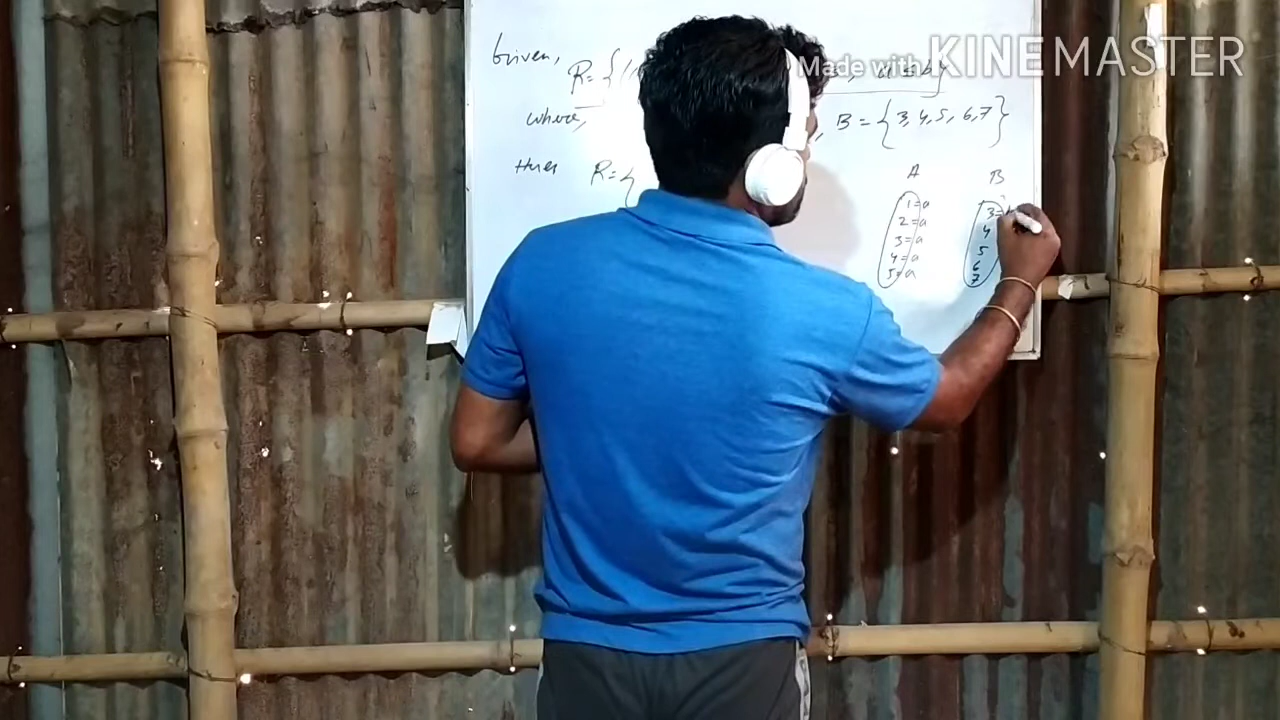 Given, R = { (
Made with KINEMASTER
where, , B = {3, 4, 5, 6, 7}
Here R = {
A B
1 = a 3 =
2 = a 4
3 = a 5
4 = a 6
5 = a 7